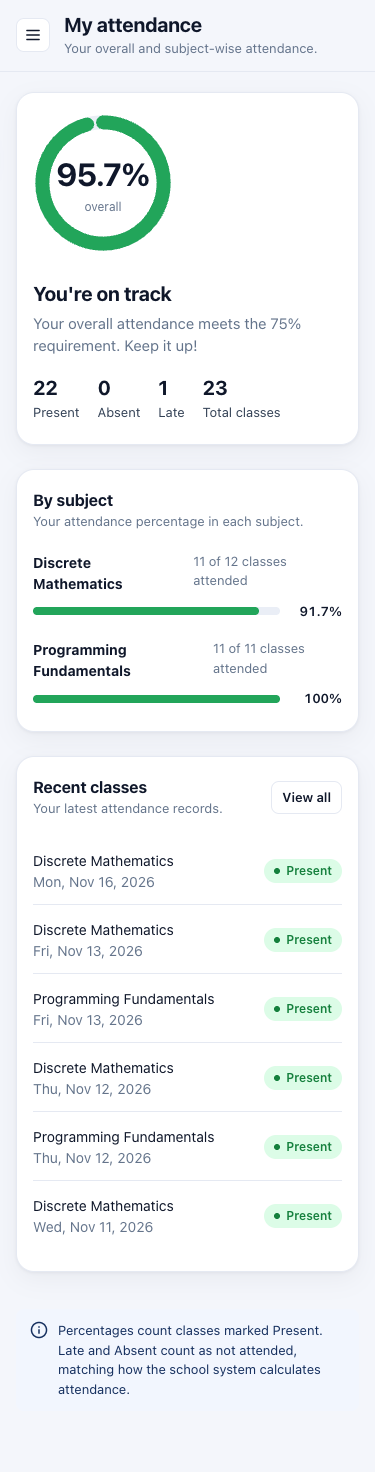 My attendance
Your overall and subject-wise attendance.
95.7%
overall
You're on track
Your overall attendance meets the 75%
requirement. Keep it up!
22 0 1 23
Present Absent Late Total classes
By subject
Your attendance percentage in each subject.
Discrete
Mathematics
11 of 12 classes
attended
91.7%
Programming
Fundamentals
11 of 11 classes
attended
100%
Recent classes
Your latest attendance records.
View all
Discrete Mathematics
Mon, Nov 16, 2026
Present
Discrete Mathematics
Fri, Nov 13, 2026
Present
Programming Fundamentals
Fri, Nov 13, 2026
Present
Discrete Mathematics
Thu, Nov 12, 2026
Present
Programming Fundamentals
Thu, Nov 12, 2026
Present
Discrete Mathematics
Wed, Nov 11, 2026
Present
Percentages count classes marked Present.
Late and Absent count as not attended,
matching how the school system calculates
attendance.